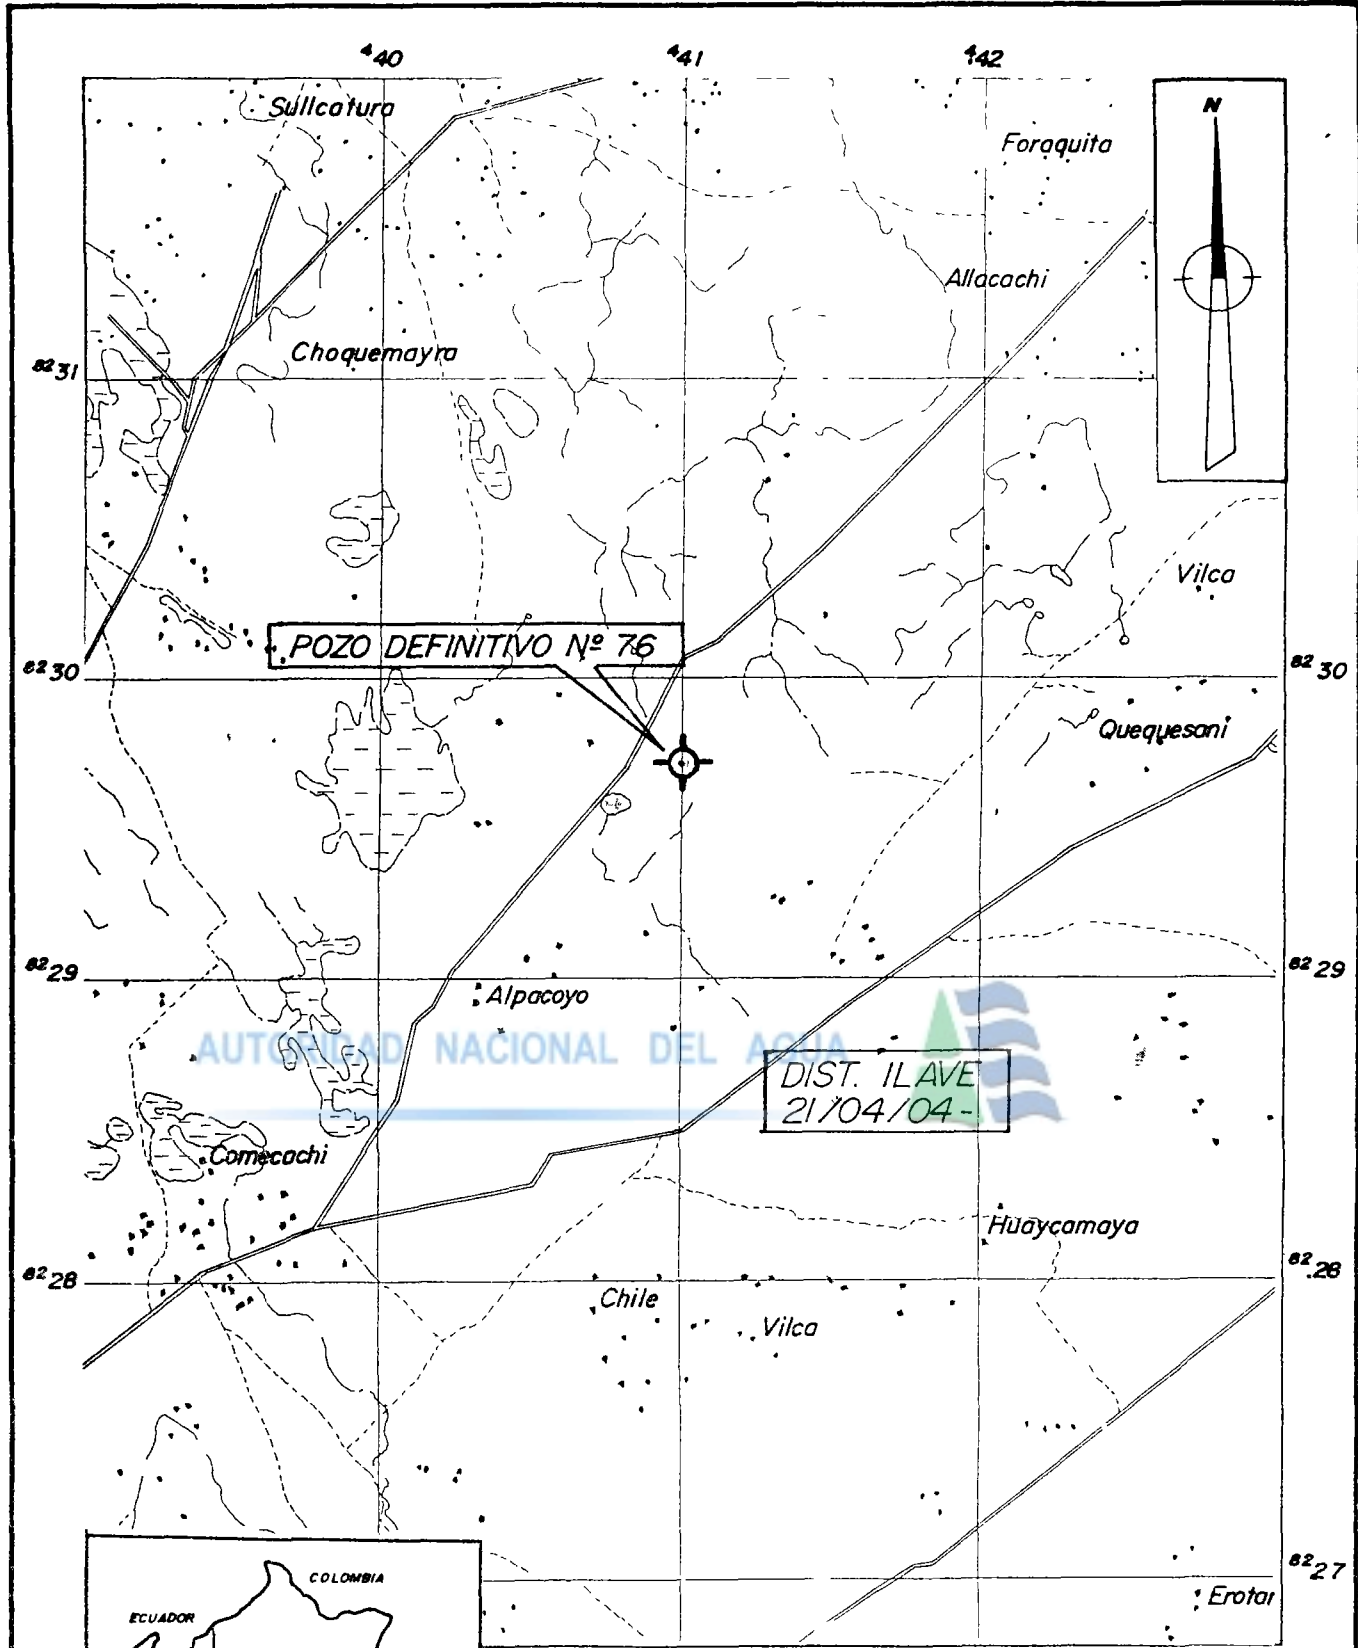 440 441 442
Sullcatura
N
Foraquita
Allacachi
8231
Choquemayra
Vilca
POZO DEFINITIVO Nº 76
8230 8230
Quequesani
8229 8229
Alpacoyo
AUTORIDAD NACIONAL DEL AGUA
DIST. ILAVE
21/04/04-
Comecachi
Huaycamaya
8228 8228
Chile
Vilca
COLOMBIA
8227
ECUADOR
Erotar